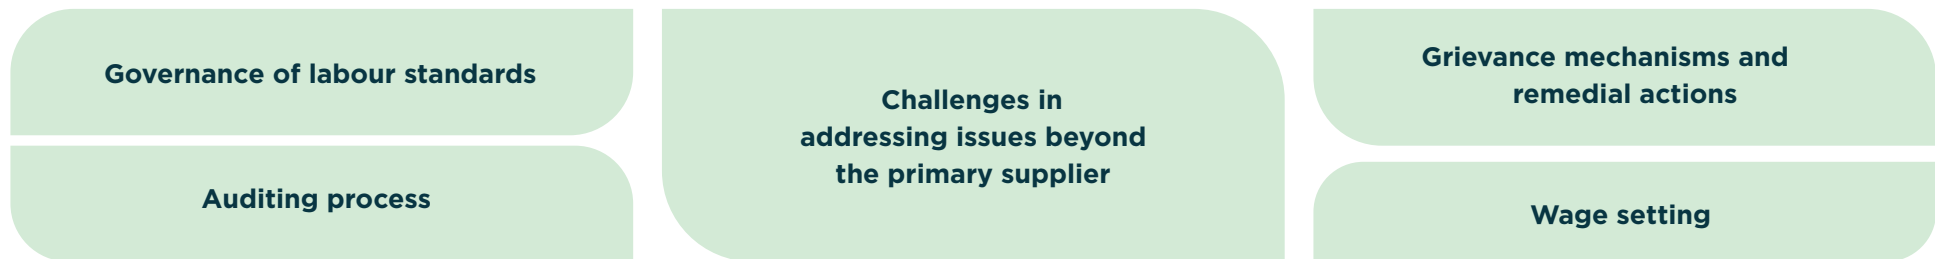 Governance of labour standards
Auditing process
Challenges in
addressing issues beyond
the primary supplier
Grievance mechanisms and
remedial actions
Wage setting